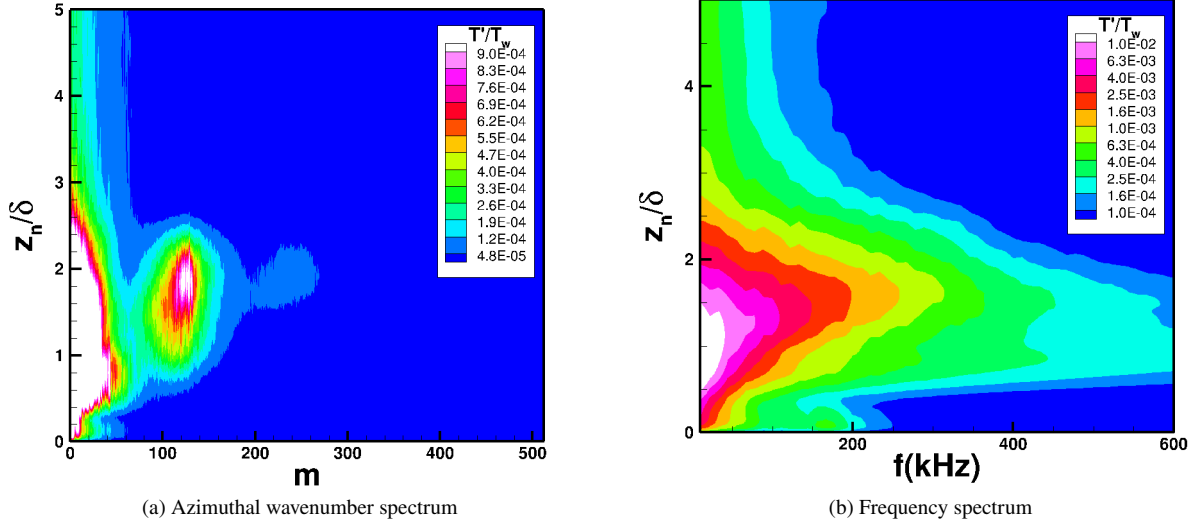 5
4
3
2
1
0
z_n/δ
T'/T_w
9.0E-04
8.3E-04
7.6E-04
6.9E-04
6.2E-04
5.5E-04
4.7E-04
4.0E-04
3.3E-04
2.6E-04
1.9E-04
1.2E-04
4.8E-05
0 100 200 300 400 500
m
(a) Azimuthal wavenumber spectrum
4
2
0
z_n/δ
T'/T_w
1.0E-02
6.3E-03
4.0E-03
2.5E-03
1.6E-03
1.0E-03
6.3E-04
4.0E-04
2.5E-04
1.6E-04
1.0E-04
200 400 600
f(kHz)
(b) Frequency spectrum